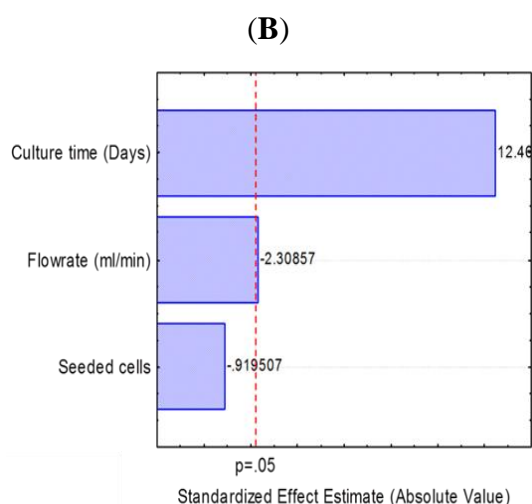 (B)
Culture time (Days)
12.46
Flowrate (ml/min)
-2.30857
Seeded cells
-.919507
p=.05
Standardized Effect Estimate (Absolute Value)